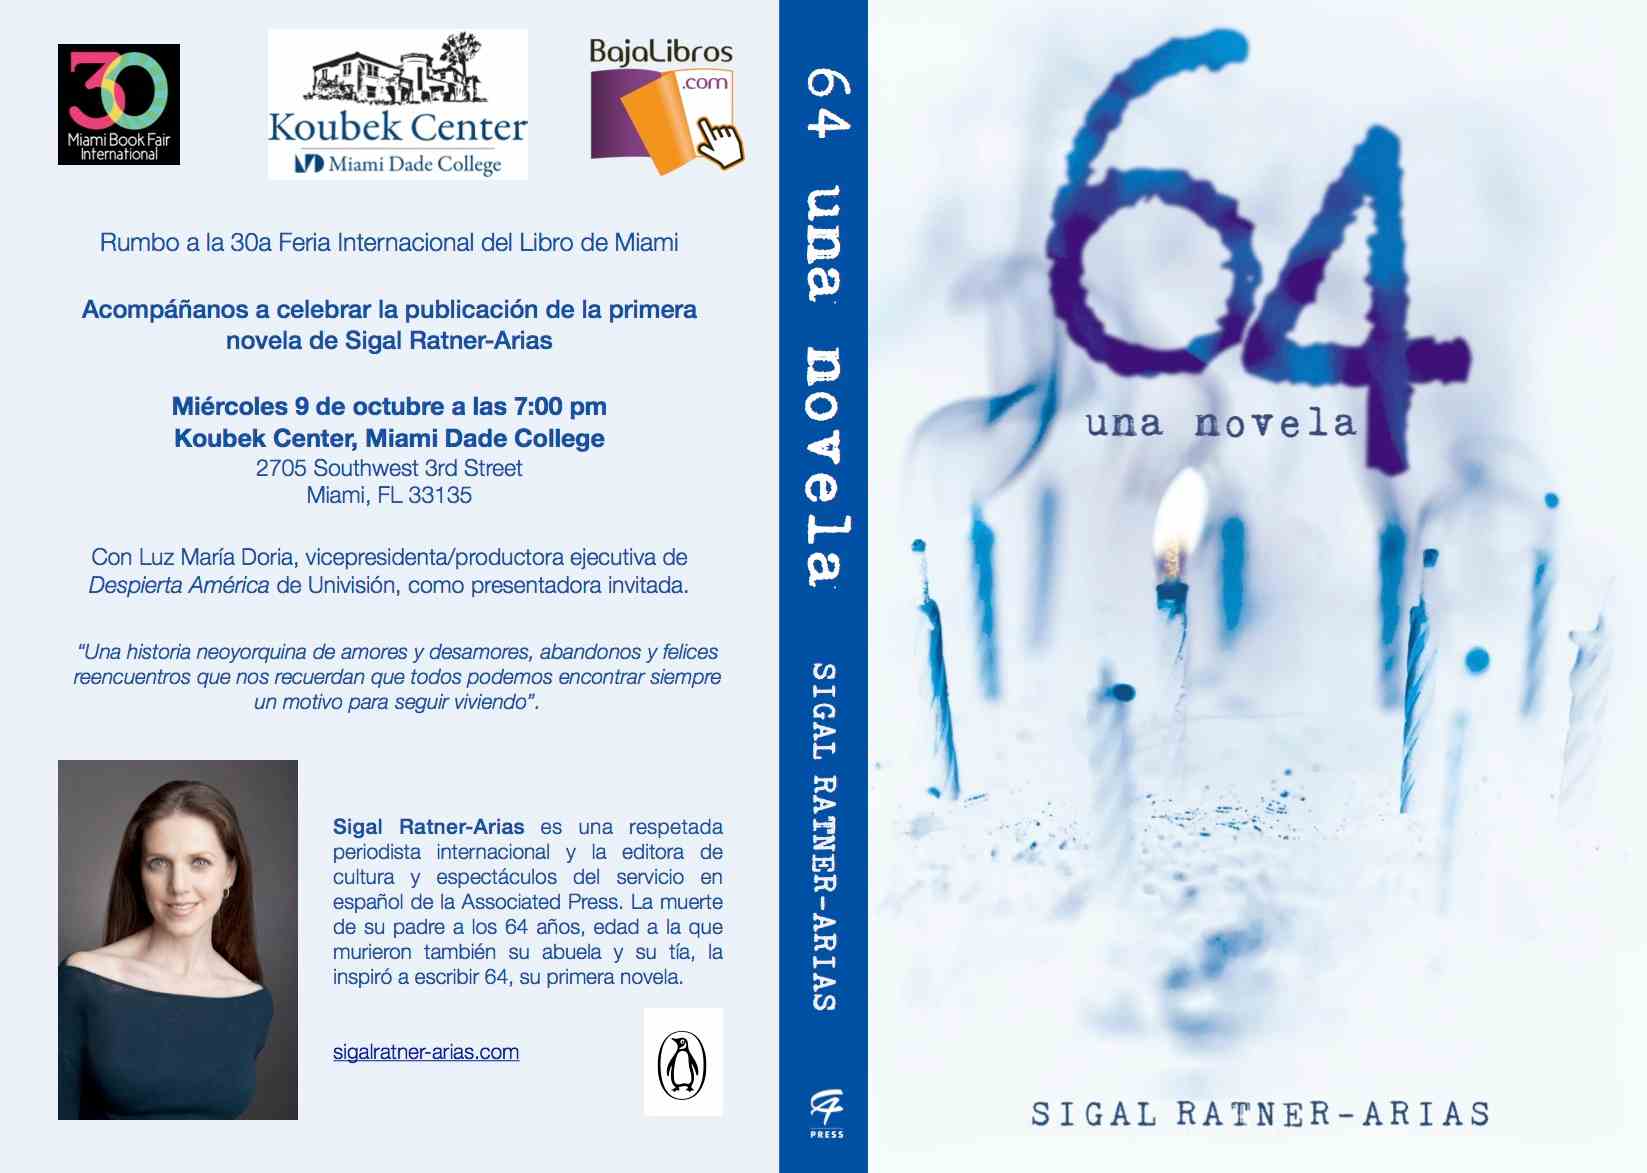 30
Miami Book Fair
International
Koubek Center
MD Miami Dade College
BajaLibros
.com
Rumbo a la 30a Feria Internacional del Libro de Miami
Acompáñanos a celebrar la publicación de la primera
novela de Sigal Ratner-Arias
Miércoles 9 de octubre a las 7:00 pm
Koubek Center, Miami Dade College
2705 Southwest 3rd Street
Miami, FL 33135
Con Luz María Doria, vicepresidenta/productora ejecutiva de
Despierta América de Univisión, como presentadora invitada.
“Una historia neoyorquina de amores y desamores, abandonos y felices
reencuentros que nos recuerdan que todos podemos encontrar siempre
un motivo para seguir viviendo”.
Sigal Ratner-Arias es una respetada
periodista internacional y la editora de
cultura y espectáculos del servicio en
español de la Associated Press. La muerte
de su padre a los 64 años, edad a la que
murieron también su abuela y su tía, la
inspiró a escribir 64, su primera novela.
sigalratner-arias.com
64 una novela SIGAL RATNER-ARIAS
PRESS
64
una novela
SIGAL RATNER-ARIAS